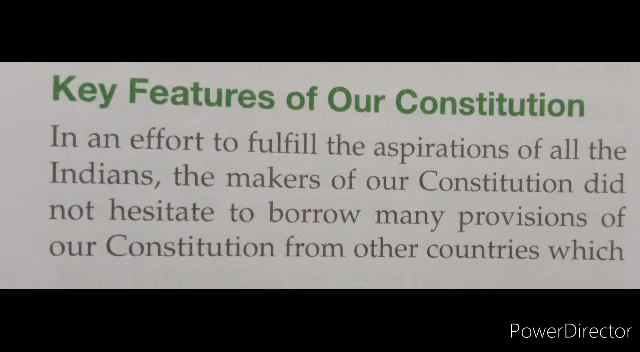 Key Features of Our Constitution
In an effort to fulfill the aspirations of all the
Indians, the makers of our Constitution did
not hesitate to borrow many provisions of
our Constitution from other countries which
PowerDirector